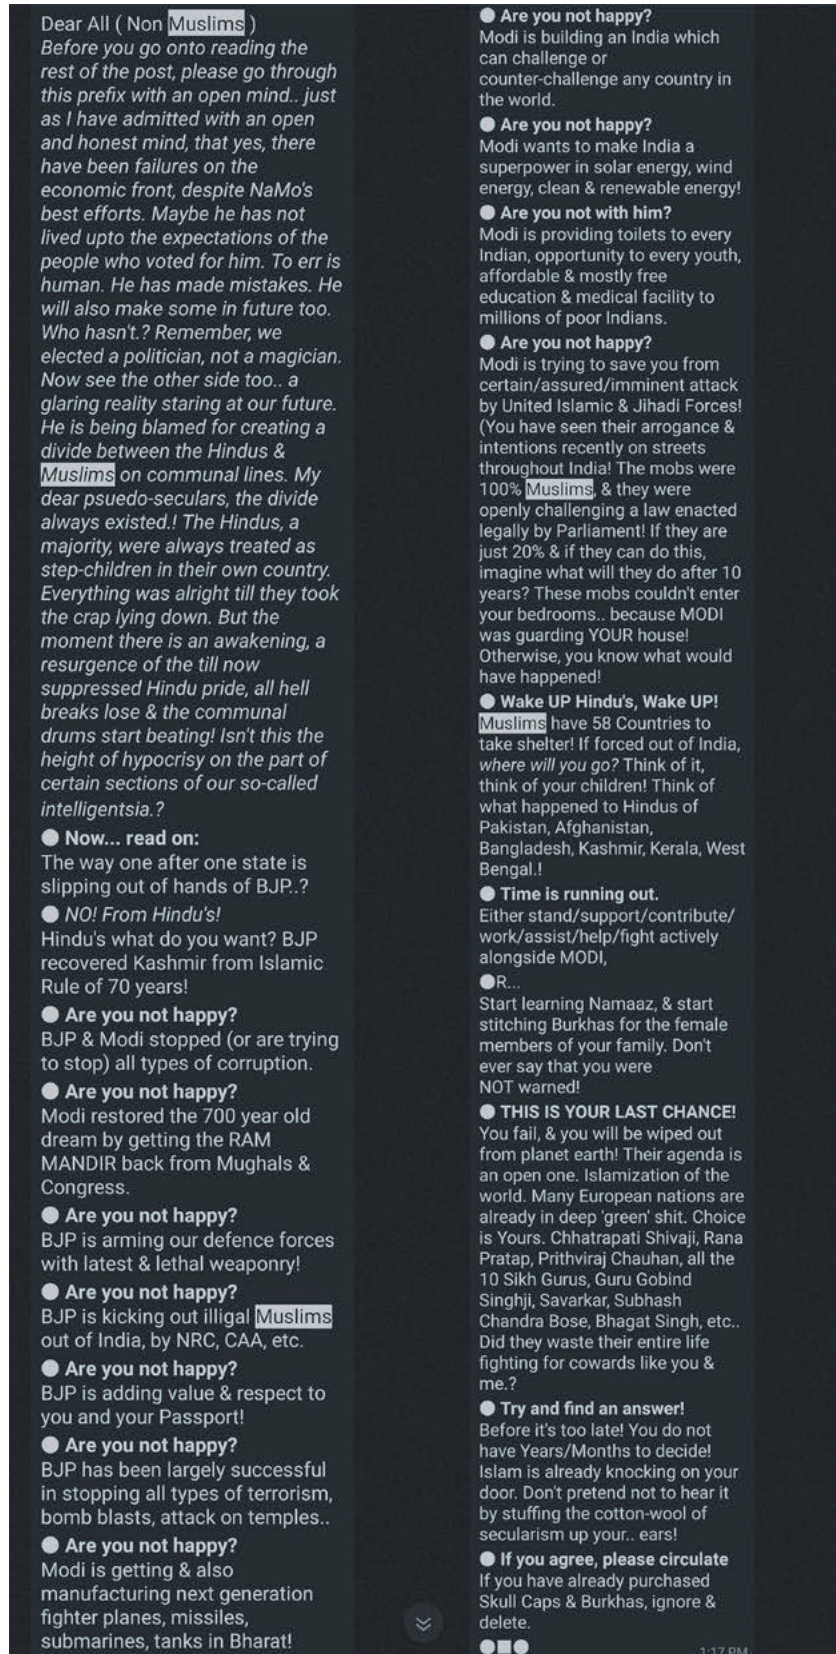 Dear All ( Non Muslims )
Before you go onto reading the
rest of the post, please go through
this prefix with an open mind.. just
as I have admitted with an open
and honest mind, that yes, there
have been failures on the
economic front, despite NaMo's
best efforts. Maybe he has not
lived upto the expectations of the
people who voted for him. To err is
human. He has made mistakes. He
will also make some in future too.
Who hasn't.? Remember, we
elected a politician, not a magician.
Now see the other side too.. a
glaring reality staring at our future.
He is being blamed for creating a
divide between the Hindus &
Muslims on communal lines. My
dear psuedo-seculars, the divide
always existed.! The Hindus, a
majority, were always treated as
step-children in their own country.
Everything was alright till they took
the crap lying down. But the
moment there is an awakening, a
resurgence of the till now
suppressed Hindu pride, all hell
breaks lose & the communal
drums start beating! Isn't this the
height of hypocrisy on the part of
certain sections of our so-called
intelligentsia.?
● Now... read on:
The way one after one state is
slipping out of hands of BJP..?
● NO! From Hindu's!
Hindu's what do you want? BJP
recovered Kashmir from Islamic
Rule of 70 years!
● Are you not happy?
BJP & Modi stopped (or are trying
to stop) all types of corruption.
● Are you not happy?
Modi restored the 700 year old
dream by getting the RAM
MANDIR back from Mughals &
Congress.
● Are you not happy?
BJP is arming our defence forces
with latest & lethal weaponry!
● Are you not happy?
BJP is kicking out illigal Muslims
out of India, by NRC, CAA, etc.
● Are you not happy?
BJP is adding value & respect to
you and your Passport!
● Are you not happy?
BJP has been largely successful
in stopping all types of terrorism,
bomb blasts, attack on temples..
● Are you not happy?
Modi is getting & also
manufacturing next generation
fighter planes, missiles,
submarines, tanks in Bharat!
● Are you not happy?
Modi is building an India which
can challenge or
counter-challenge any country in
the world.
● Are you not happy?
Modi wants to make India a
superpower in solar energy, wind
energy, clean & renewable energy!
● Are you not with him?
Modi is providing toilets to every
Indian, opportunity to every youth,
affordable & mostly free
education & medical facility to
millions of poor Indians.
● Are you not happy?
Modi is trying to save you from
certain/assured/imminent attack
by United Islamic & Jihadi Forces!
(You have seen their arrogance &
intentions recently on streets
throughout India! The mobs were
100% Muslims, & they were
openly challenging a law enacted
legally by Parliament! If they are
just 20% & if they can do this,
imagine what will they do after 10
years? These mobs couldn't enter
your bedrooms.. because MODI
was guarding YOUR house!
Otherwise, you know what would
have happened!
● Wake UP Hindu's, Wake UP!
Muslims have 58 Countries to
take shelter! If forced out of India,
where will you go? Think of it,
think of your children! Think of
what happened to Hindus of
Pakistan, Afghanistan,
Bangladesh, Kashmir, Kerala, West
Bengal.!
● Time is running out.
Either stand/support/contribute/
work/assist/help/fight actively
alongside MODI,
●R...
Start learning Namaaz, & start
stitching Burkhas for the female
members of your family. Don't
ever say that you were
NOT warned!
● THIS IS YOUR LAST CHANCE!
You fail, & you will be wiped out
from planet earth! Their agenda is
an open one. Islamization of the
world. Many European nations are
already in deep 'green' shit. Choice
is Yours. Chhatrapati Shivaji, Rana
Pratap, Prithviraj Chauhan, all the
10 Sikh Gurus, Guru Gobind
Singhji, Savarkar, Subhash
Chandra Bose, Bhagat Singh, etc..
Did they waste their entire life
fighting for cowards like you &
me.?
● Try and find an answer!
Before it's too late! You do not
have Years/Months to decide!
Islam is already knocking on your
door. Don't pretend not to hear it
by stuffing the cotton-wool of
secularism up your.. ears!
● If you agree, please circulate
If you have already purchased
Skull Caps & Burkhas, ignore &
delete.
●■●
1:17 PM